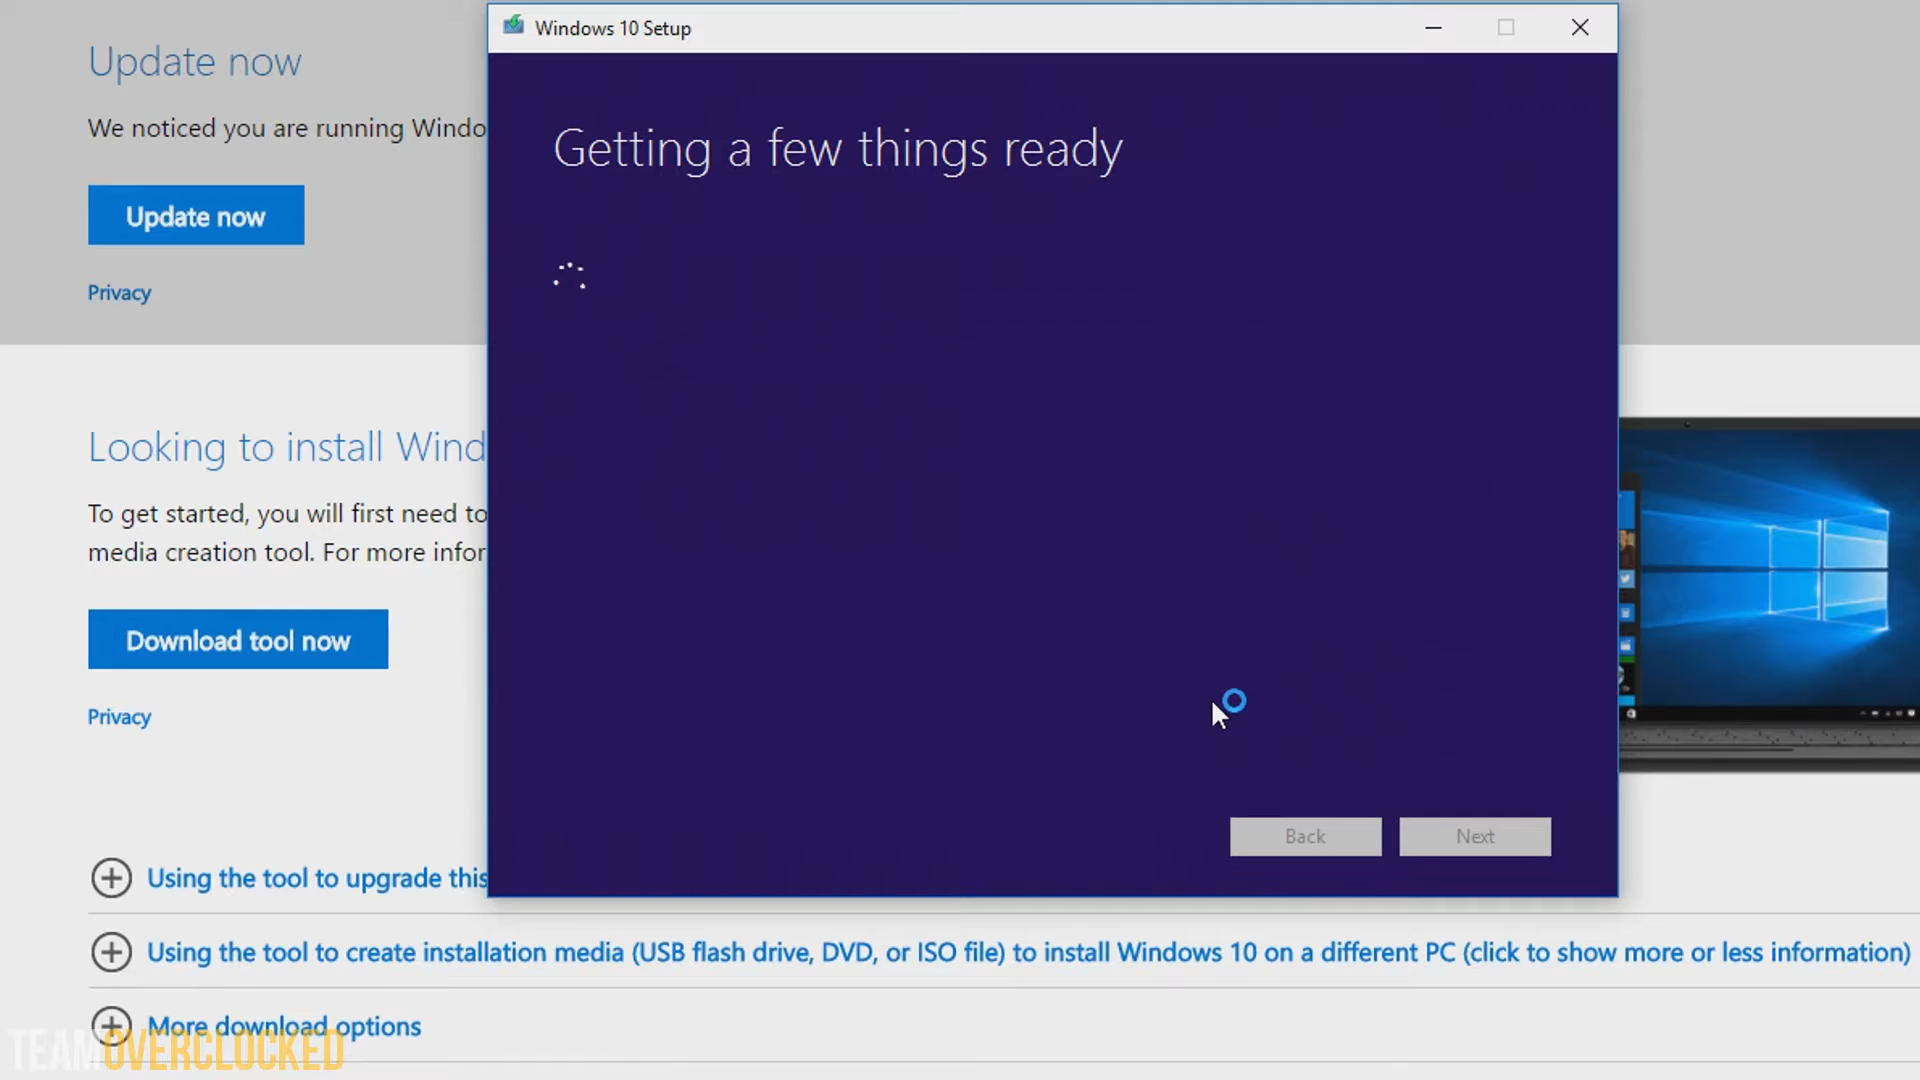 Update now
We noticed you are running Windo
Update now
Privacy
Looking to install Wind
To get started, you will first need to
media creation tool. For more infor
Download tool now
Privacy
Windows 10 Setup
Getting a few things ready
Back
Next
Using the tool to upgrade this
Using the tool to create installation media (USB flash drive, DVD, or ISO file) to install Windows 10 on a different PC (click to show more or less information)
More download options
TEAMOVERCLOCKED